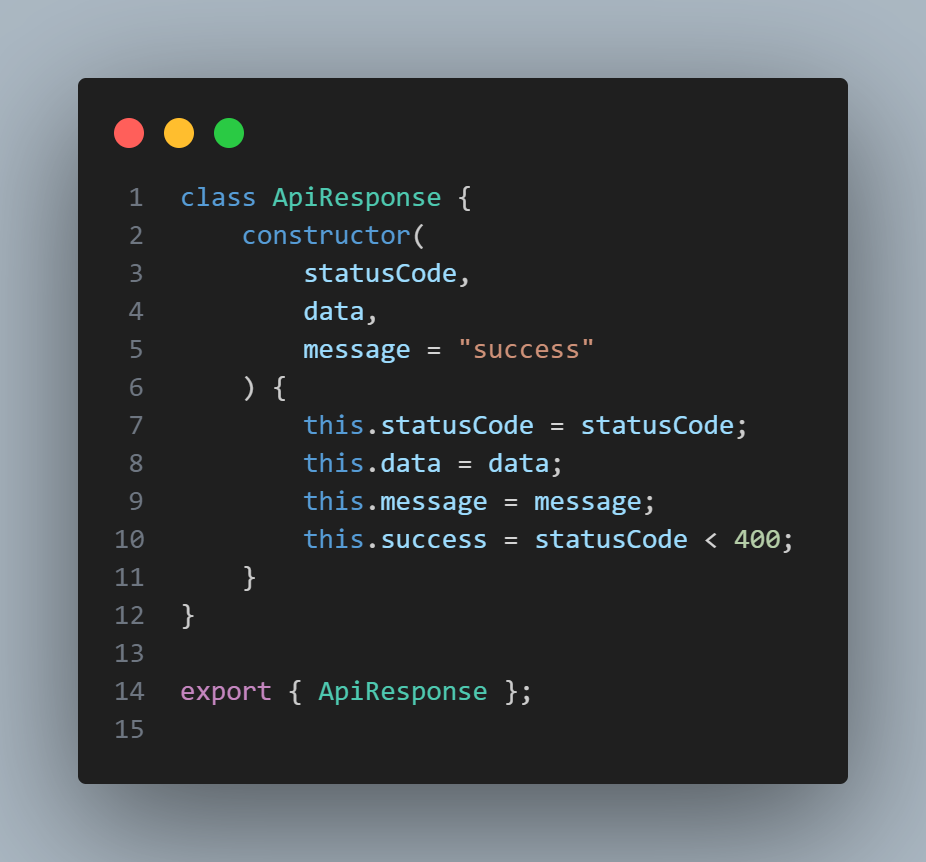 1 class ApiResponse {
2     constructor(
3         statusCode,
4         data,
5         message = "success"
6     ) {
7         this.statusCode = statusCode;
8         this.data = data;
9         this.message = message;
10         this.success = statusCode < 400;
11     }
12 }
13
14 export { ApiResponse };
15